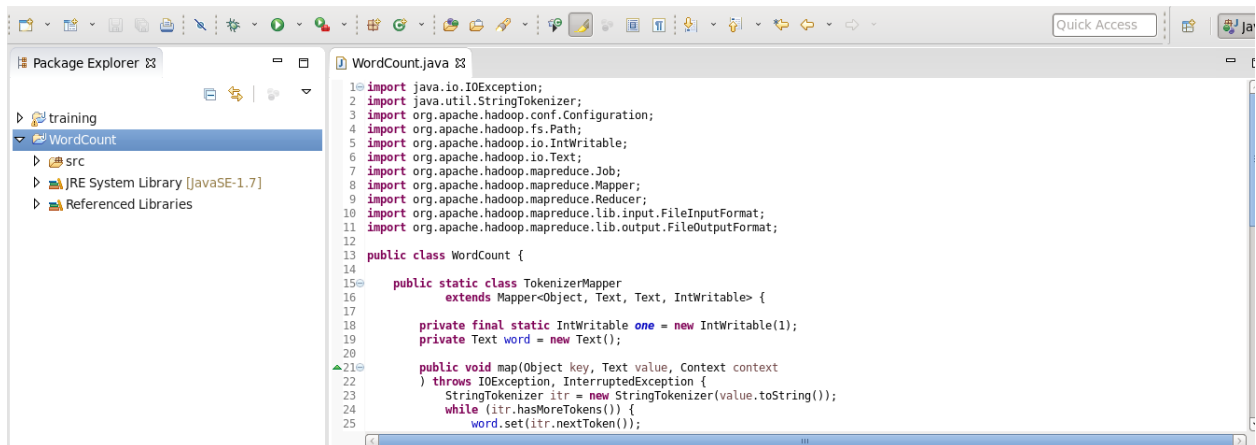 Quick Access
Ja
Package Explorer
training
WordCount
src
JRE System Library [JavaSE-1.7]
Referenced Libraries
WordCount.java
1 import java.io.IOException;
2 import java.util.StringTokenizer;
3 import org.apache.hadoop.conf.Configuration;
4 import org.apache.hadoop.fs.Path;
5 import org.apache.hadoop.io.IntWritable;
6 import org.apache.hadoop.io.Text;
7 import org.apache.hadoop.mapreduce.Job;
8 import org.apache.hadoop.mapreduce.Mapper;
9 import org.apache.hadoop.mapreduce.Reducer;
10 import org.apache.hadoop.mapreduce.lib.input.FileInputFormat;
11 import org.apache.hadoop.mapreduce.lib.output.FileOutputFormat;
12
13 public class WordCount {
14
15 public static class TokenizerMapper
16 extends Mapper<Object, Text, Text, IntWritable> {
17
18 private final static IntWritable one = new IntWritable(1);
19 private Text word = new Text();
20
21 public void map(Object key, Text value, Context context
22 ) throws IOException, InterruptedException {
23 StringTokenizer itr = new StringTokenizer(value.toString());
24 while (itr.hasMoreTokens()) {
25 word.set(itr.nextToken());